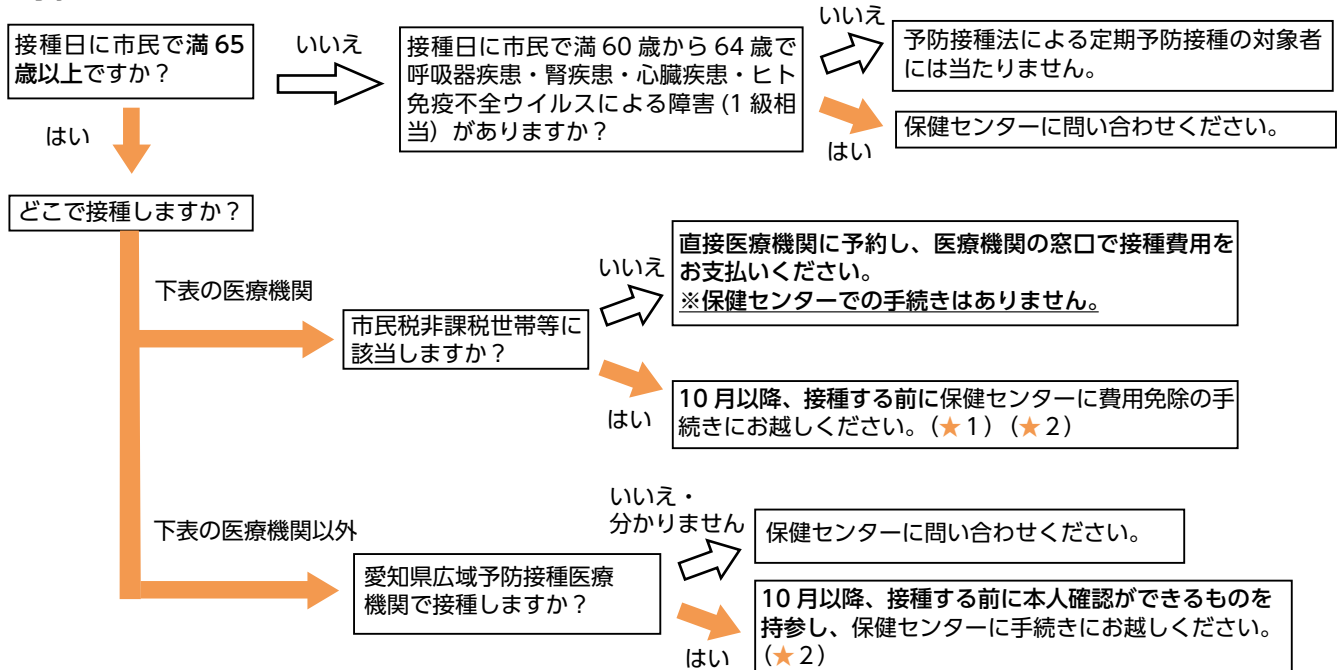 接種日に市民で満 65
歳以上ですか？
いいえ
接種日に市民で満 60 歳から 64 歳で
呼吸器疾患・腎疾患・心臓疾患・ヒト
免疫不全ウイルスによる障害 (1 級相
当）がありますか？
いいえ
予防接種法による定期予防接種の対象者
には当たりません。
はい
保健センターに問い合わせください。
はい
どこで接種しますか？
下表の医療機関
市民税非課税世帯等に
該当しますか？
いいえ
直接医療機関に予約し、医療機関の窓口で接種費用を
お支払いください。
※保健センターでの手続きはありません。
はい
10 月以降、接種する前に保健センターに費用免除の手
続きにお越しください。（★１）（★２）
下表の医療機関以外
愛知県広域予防接種医療
機関で接種しますか？
いいえ・
分かりません
保健センターに問い合わせください。
はい
10 月以降、接種する前に本人確認ができるものを
持参し、保健センターに手続きにお越しください。
（★２）